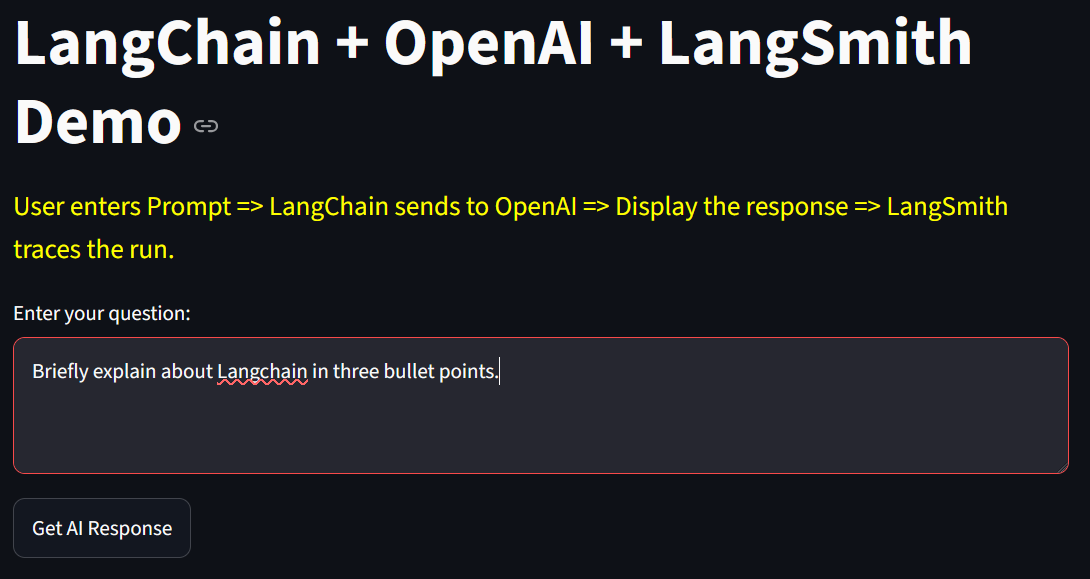 LangChain + OpenAI + LangSmith
Demo
User enters Prompt => LangChain sends to OpenAI => Display the response => LangSmith
traces the run.
Enter your question:
Briefly explain about Langchain in three bullet points.
Get AI Response